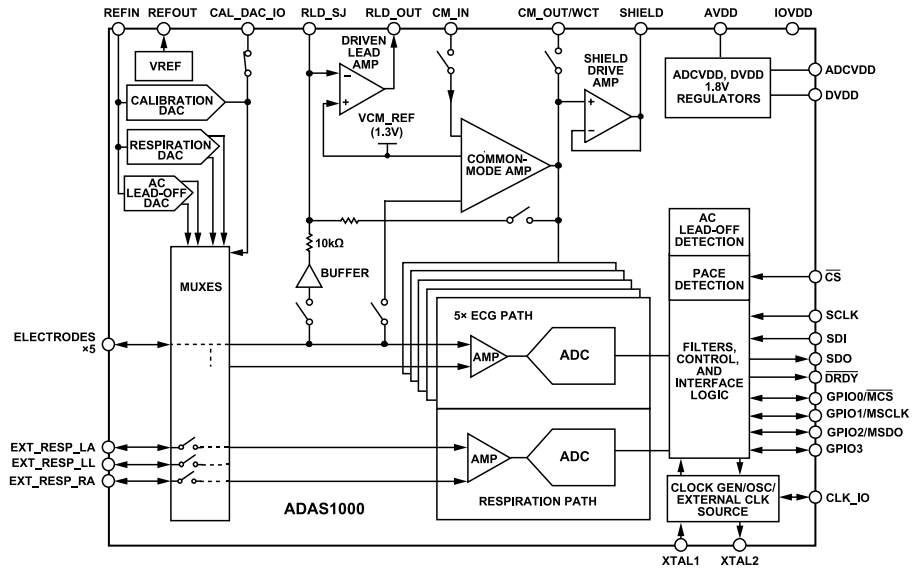 REFIN REFOUT CAL_DAC_IO RLD_SJ RLD_OUT CM_IN CM_OUT/WCT SHIELD AVDD IOVDD
VREF
CALIBRATION
DAC
RESPIRATION
DAC
AC
LEAD-OFF
DAC
DRIVEN
LEAD
AMP
–
+
VCM_REF
(1.3V)
COMMON-
MODE AMP
SHIELD
DRIVE
AMP
+
–
ADCVDD, DVDD
1.8V
REGULATORS
ADCVDD
DVDD
10kΩ
BUFFER
MUXES
AC
LEAD-OFF
DETECTION
PACE
DETECTION
FILTERS,
CONTROL,
AND
INTERFACE
LOGIC
5× ECG PATH
AMP
ADC
ELECTRODES
×5
EXT_RESP_LA
EXT_RESP_LL
EXT_RESP_RA
AMP
ADC
RESPIRATION PATH
CS
SCLK
SDI
SDO
DRDY
GPIO0/MCS
GPIO1/MSCLK
GPIO2/MSDO
GPIO3
CLOCK GEN/OSC/
EXTERNAL CLK
SOURCE
CLK_IO
ADAS1000
XTAL1 XTAL2